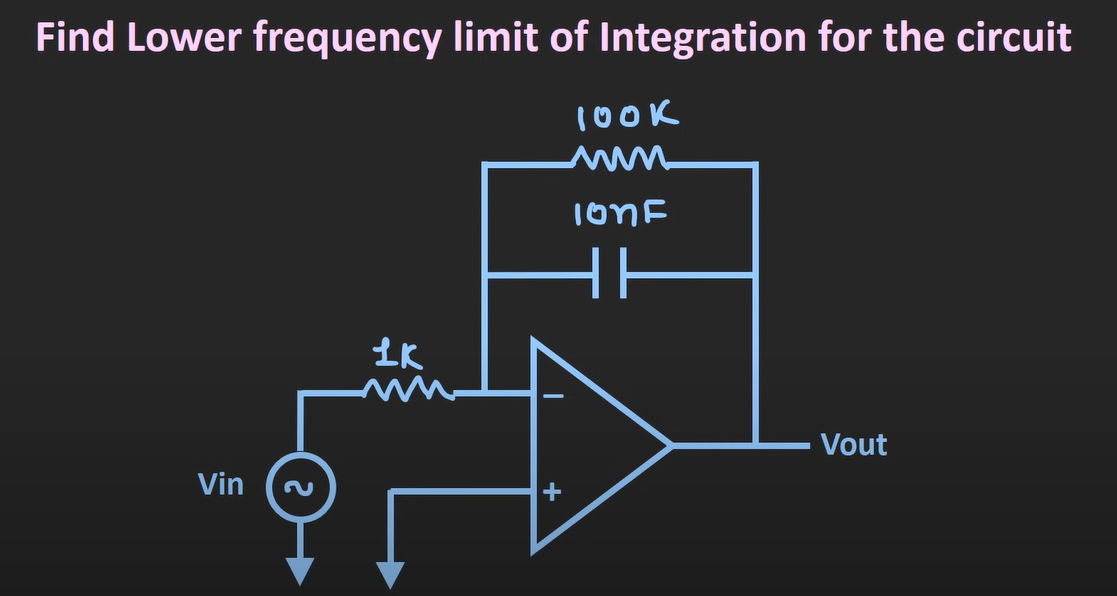 Find Lower frequency limit of Integration for the circuit
100K
10nF
1K
−
Vin
+
Vout